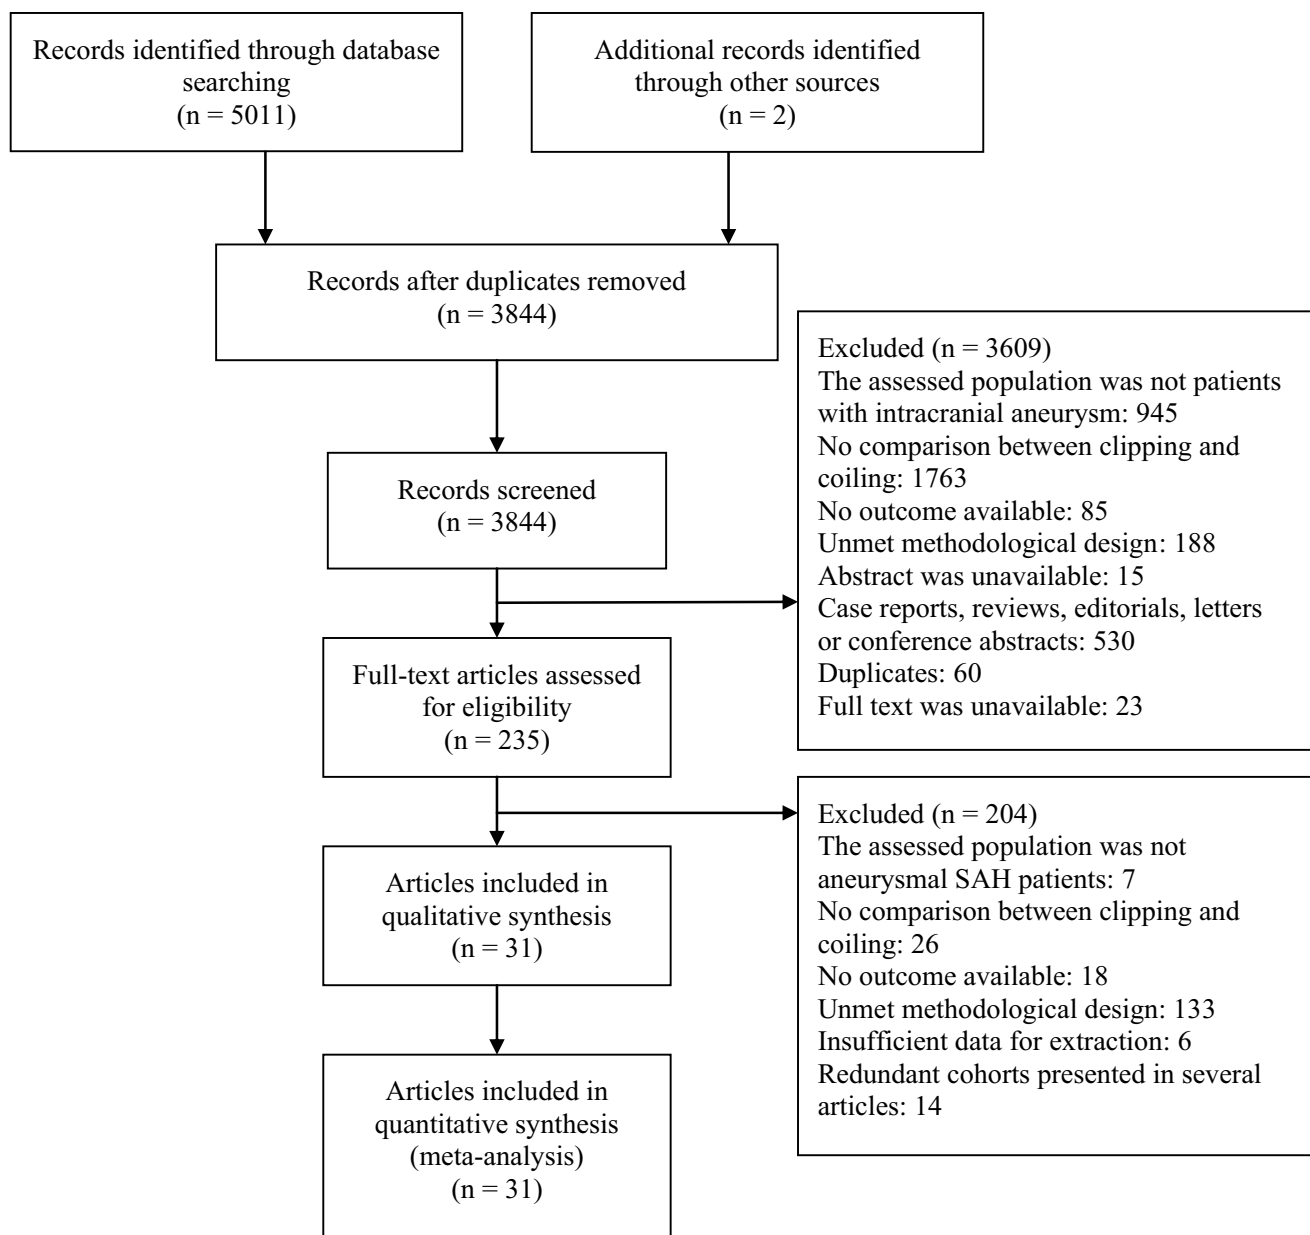 Records identified through database
searching
(n = 5011)
Additional records identified
through other sources
(n = 2)
Records after duplicates removed
(n = 3844)
Records screened
(n = 3844)
Excluded (n = 3609)
The assessed population was not patients
with intracranial aneurysm: 945
No comparison between clipping and
coiling: 1763
No outcome available: 85
Unmet methodological design: 188
Abstract was unavailable: 15
Case reports, reviews, editorials, letters
or conference abstracts: 530
Duplicates: 60
Full text was unavailable: 23
Full-text articles assessed
for eligibility
(n = 235)
Excluded (n = 204)
The assessed population was not
aneurysmal SAH patients: 7
No comparison between clipping and
coiling: 26
No outcome available: 18
Unmet methodological design: 133
Insufficient data for extraction: 6
Redundant cohorts presented in several
articles: 14
Articles included in
qualitative synthesis
(n = 31)
Articles included in
quantitative synthesis
(meta-analysis)
(n = 31)